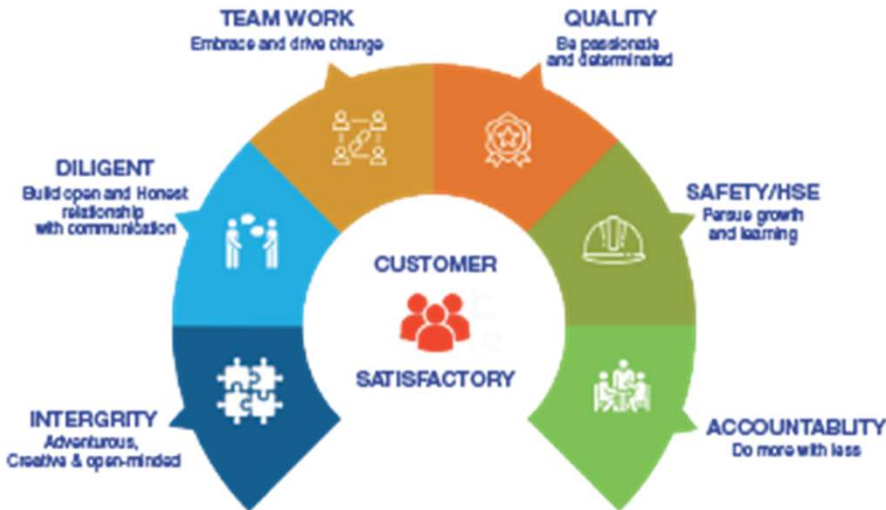 TEAM WORK
Embrace and drive change
QUALITY
Be passionate
and determinated
DILIGENT
Build open and Honest
relationship
with communication
SAFETY/HSE
Persue growth
and learning
CUSTOMER
SATISFACTORY
INTERGRITY
Adventurous,
Creative & open-minded
ACCOUNTABLITY
Do more with less